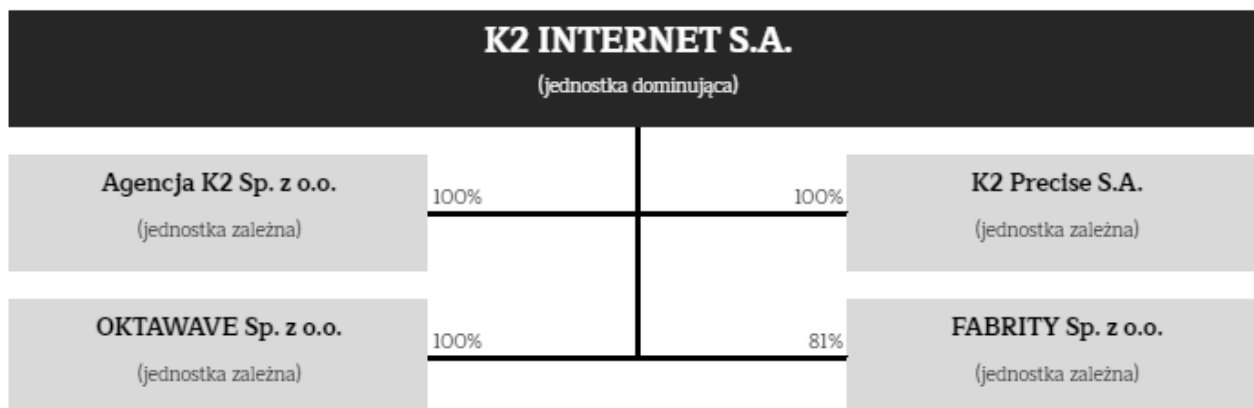 K2 INTERNET S.A.
(jednostka dominująca)
Agencja K2 Sp. z o.o.
(jednostka zależna)
100%
100%
K2 Precise S.A.
(jednostka zależna)
OKTAWAVE Sp. z o.o.
(jednostka zależna)
100%
81%
FABRITY Sp. z o.o.
(jednostka zależna)